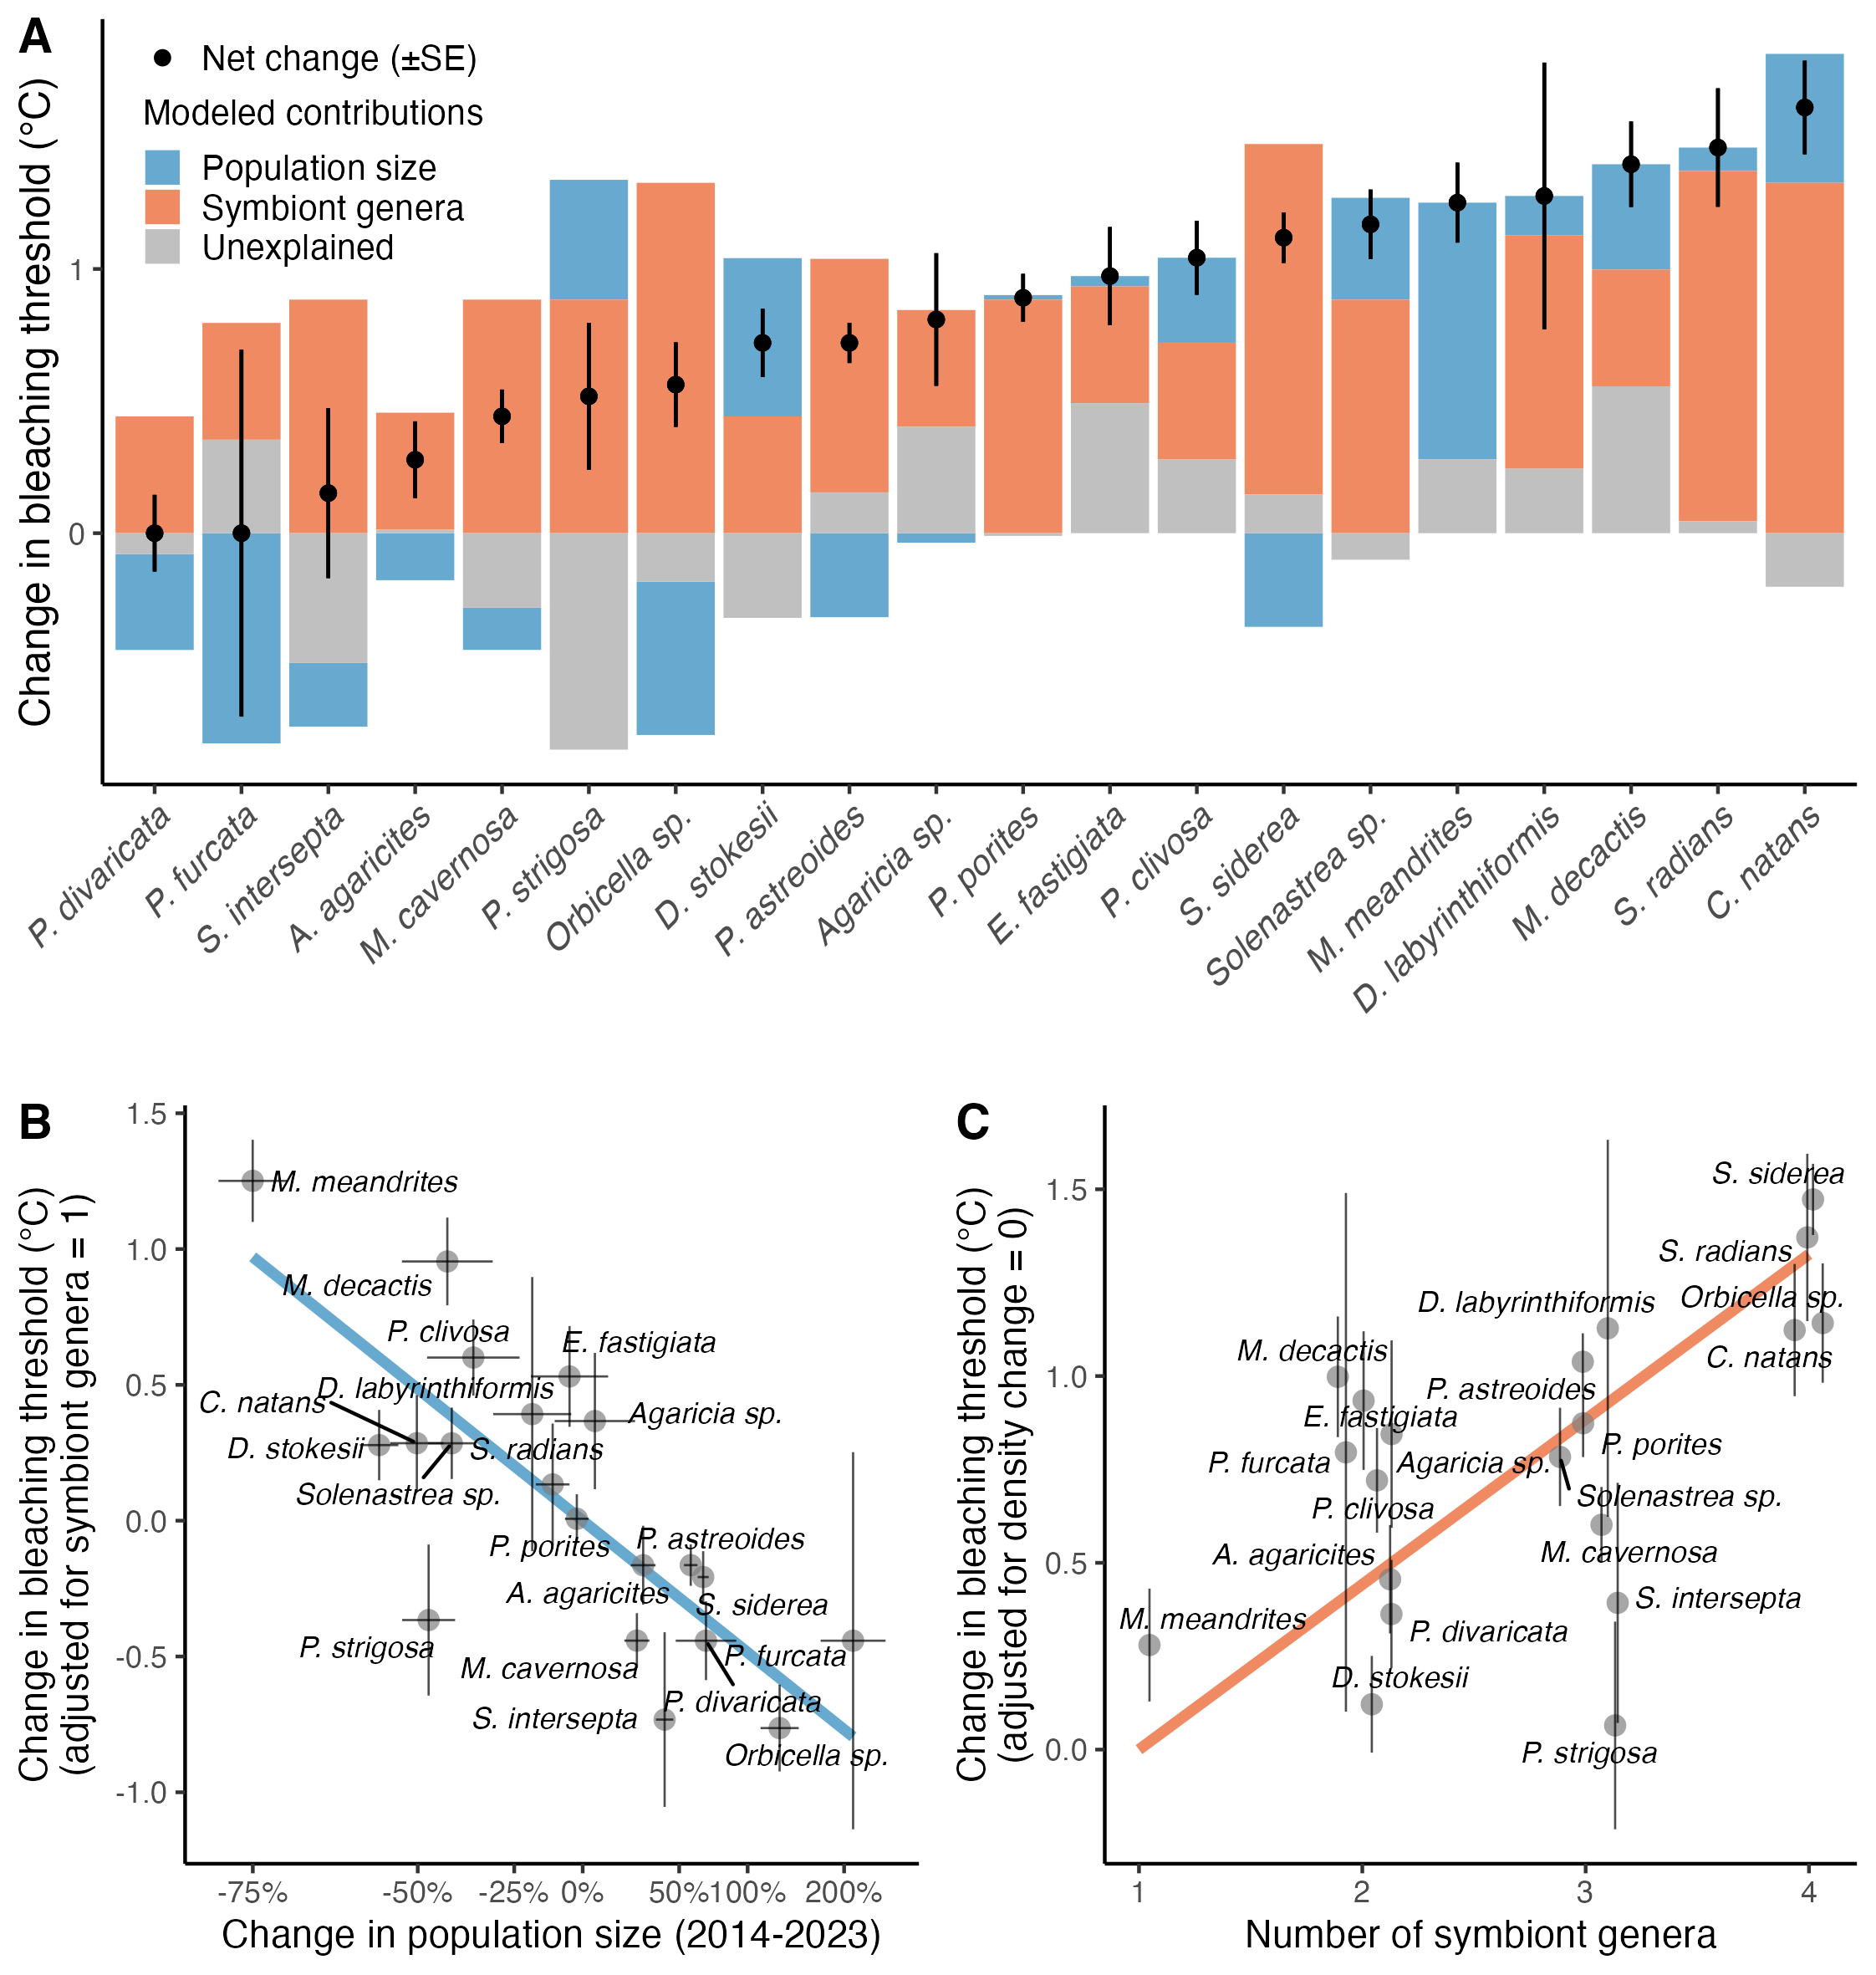 A
Net change (±SE)
Modeled contributions
Population size
Symbiont genera
Unexplained
Change in bleaching threshold (°C)
1
0
P. divaricata
P. furcata
S. intersepta
A. agaricites
M. cavernosa
P. strigosa
Orbicella sp.
D. stokesii
P. astreoides
Agaricia sp.
P. porites
E. fastigiata
P. clivosa
S. siderea
Solenastrea sp.
M. meandrites
D. labyrinthiformis
M. decactis
S. radians
C. natans
B
Change in bleaching threshold (°C)
(adjusted for symbiont genera = 1)
1.5
1.0
0.5
0.0
-0.5
-1.0
M. meandrites
M. decactis
P. clivosa
E. fastigiata
D. labyrinthiformis
C. natans
Agaricia sp.
D. stokesii
S. radians
Solenastrea sp.
P. porites
P. astreoides
A. agaricites
S. siderea
P. strigosa
M. cavernosa
P. furcata
P. divaricata
S. intersepta
Orbicella sp.
-75%
-50%
-25%
0%
50%
100%
200%
Change in population size (2014-2023)
C
Change in bleaching threshold (°C)
(adjusted for density change = 0)
1.5
1.0
0.5
0.0
S. siderea
S. radians
Orbicella sp.
D. labyrinthiformis
M. decactis
C. natans
P. astreoides
E. fastigiata
P. porites
P. furcata
Agaricia sp.
Solenastrea sp.
P. clivosa
A. agaricites
M. cavernosa
S. intersepta
M. meandrites
P. divaricata
D. stokesii
P. strigosa
1
2
3
4
Number of symbiont genera